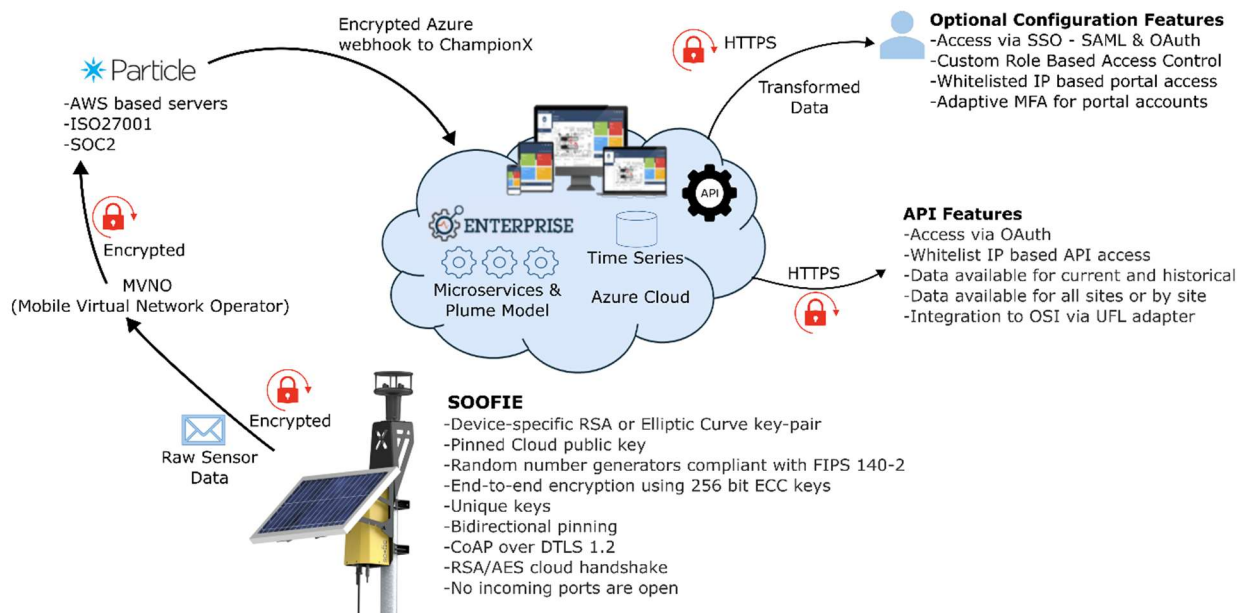 Particle
-AWS based servers
-ISO27001
-SOC2
Encrypted Azure
webhook to ChampionX
HTTPS
Transformed
Data
Optional Configuration Features
-Access via SSO - SAML & OAuth
-Custom Role Based Access Control
-Whitelisted IP based portal access
-Adaptive MFA for portal accounts
API
ENTERPRISE
Time Series
Microservices &
Plume Model
Azure Cloud
HTTPS
API Features
-Access via OAuth
-Whitelist IP based API access
-Data available for current and historical
-Data available for all sites or by site
-Integration to OSI via UFL adapter
Encrypted
MVNO
(Mobile Virtual Network Operator)
Encrypted
Raw Sensor
Data
SOOFIE
-Device-specific RSA or Elliptic Curve key-pair
-Pinned Cloud public key
-Random number generators compliant with FIPS 140-2
-End-to-end encryption using 256 bit ECC keys
-Unique keys
-Bidirectional pinning
-CoAP over DTLS 1.2
-RSA/AES cloud handshake
-No incoming ports are open